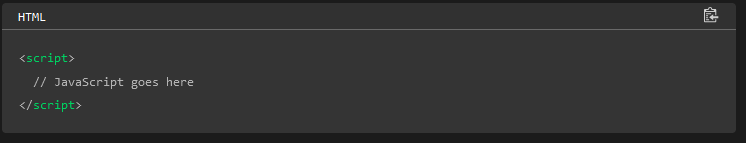 HTML
<script>
  // JavaScript goes here
</script>